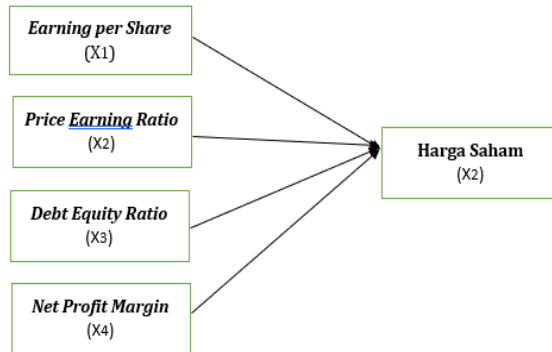 Earning per Share
(X1)
Price Earning Ratio
(X2)
Harga Saham
(X2)
Debt Equity Ratio
(X3)
Net Profit Margin
(X4)